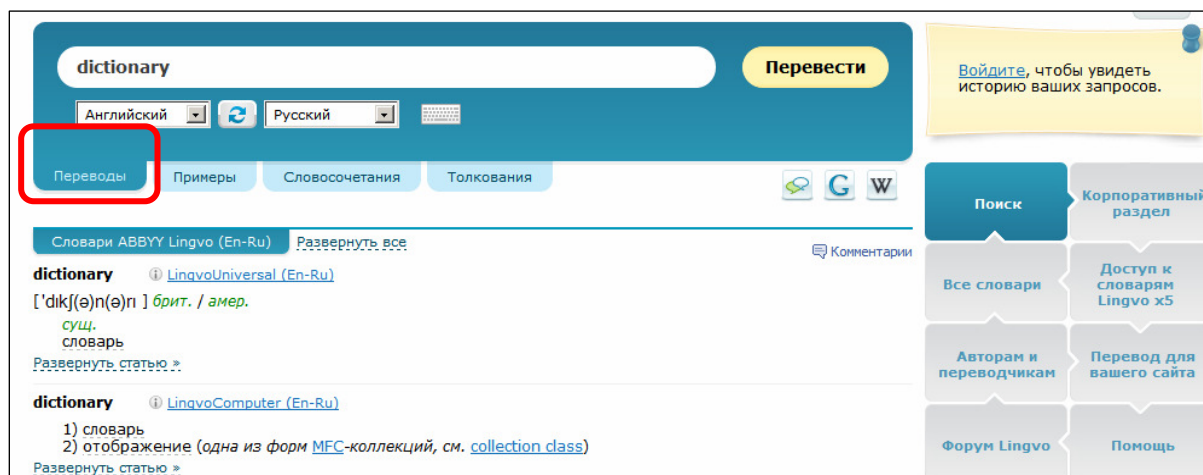 dictionary
Перевести
Английский
Русский
Переводы
Примеры
Словосочетания
Толкования
G W
Словари ABBYY Lingvo (En-Ru)
Развернуть все
Комментарии
dictionary LingvoUniversal (En-Ru)
['dɪkʃ(ə)n(ə)rɪ ] брит. / амер.
сущ.
словарь
Развернуть статью »
dictionary LingvoComputer (En-Ru)
1) словарь
2) отображение (одна из форм MFC-коллекций, см. collection class)
Развернуть статью »
Войдите, чтобы увидеть
историю ваших запросов.
Поиск
Корпоративный
раздел
Все словари
Доступ к
словарям
Lingvo x5
Авторам и
переводчикам
Перевод для
вашего сайта
Форум Lingvo
Помощь